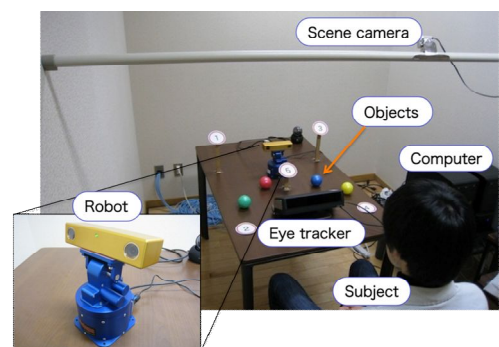 Scene camera
Objects
Computer
Robot
Eye tracker
Subject